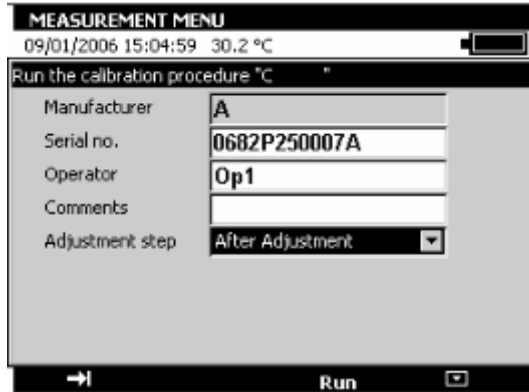 MEASUREMENT MENU
09/01/2006 15:04:59 30.2 °C
Run the calibration procedure "C "
Manufacturer A
Serial no. 0682P250007A
Operator Op1
Comments
Adjustment step After Adjustment
Run